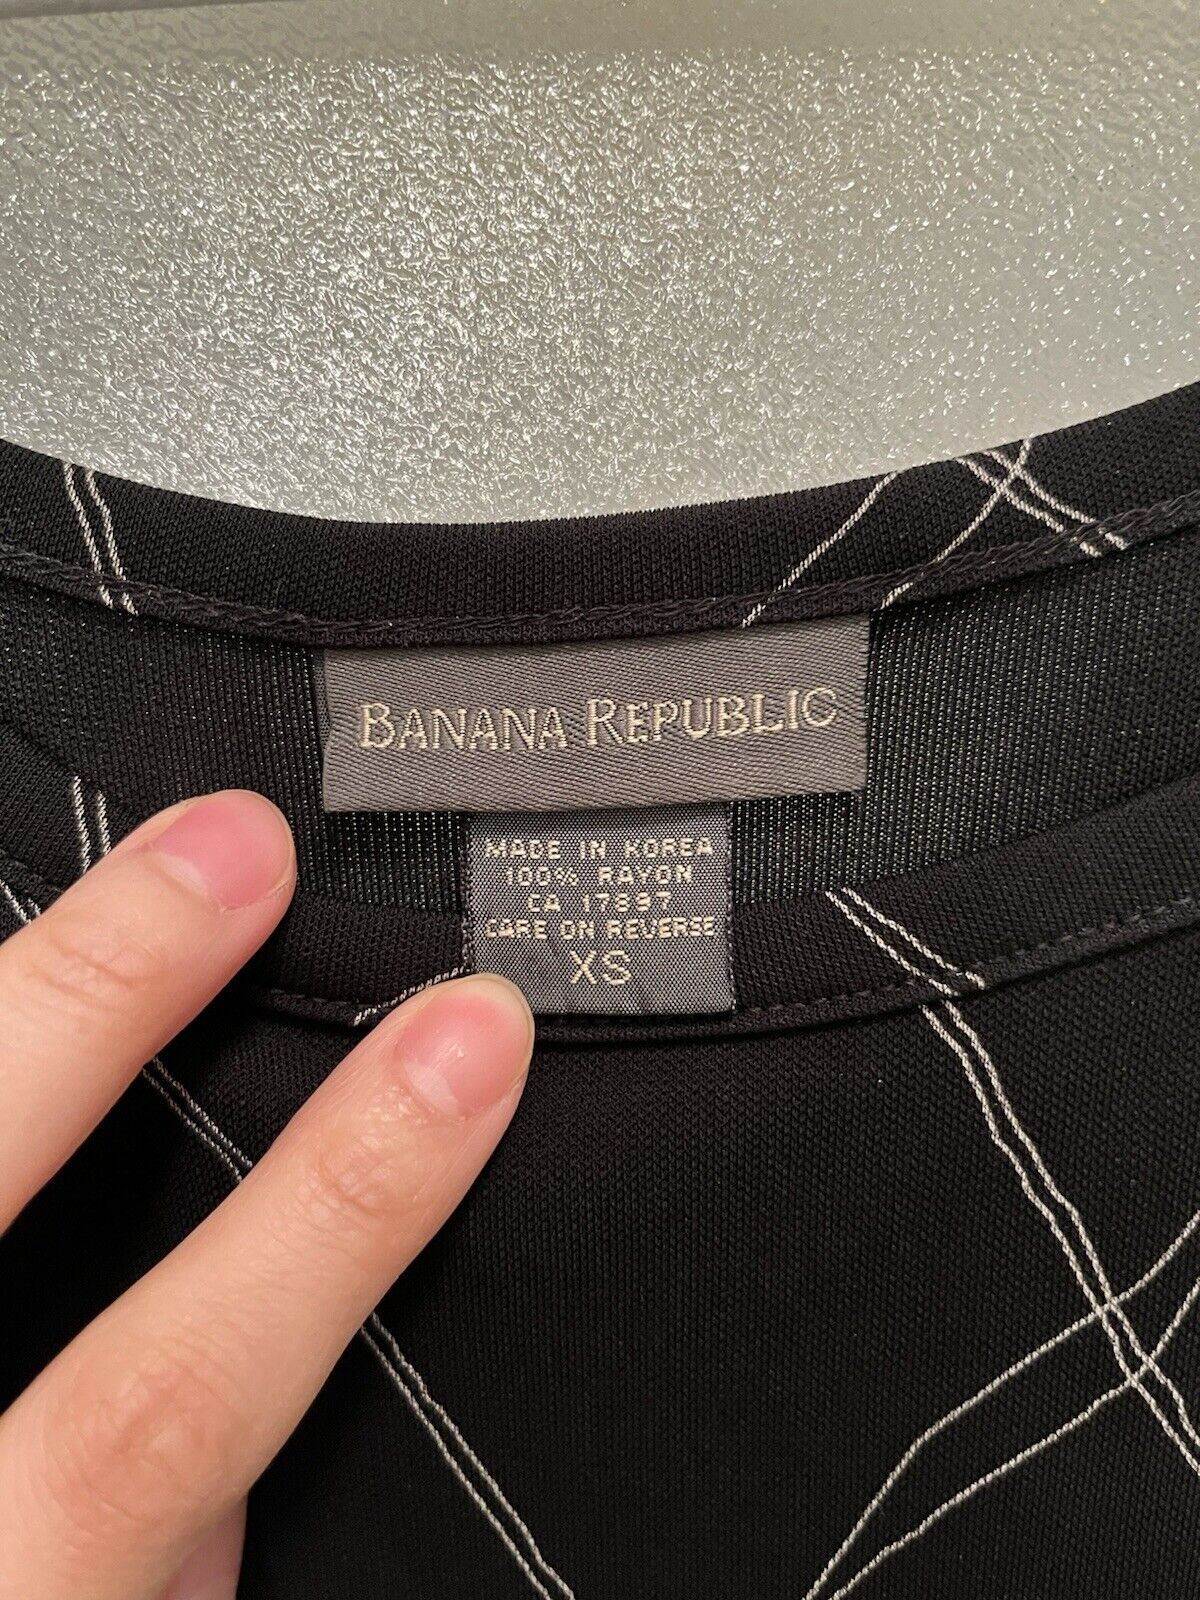 BANANA REPUBLIC
MADE IN KOREA
100% RAYON
CA 17897
CARE ON REVERSE
XS